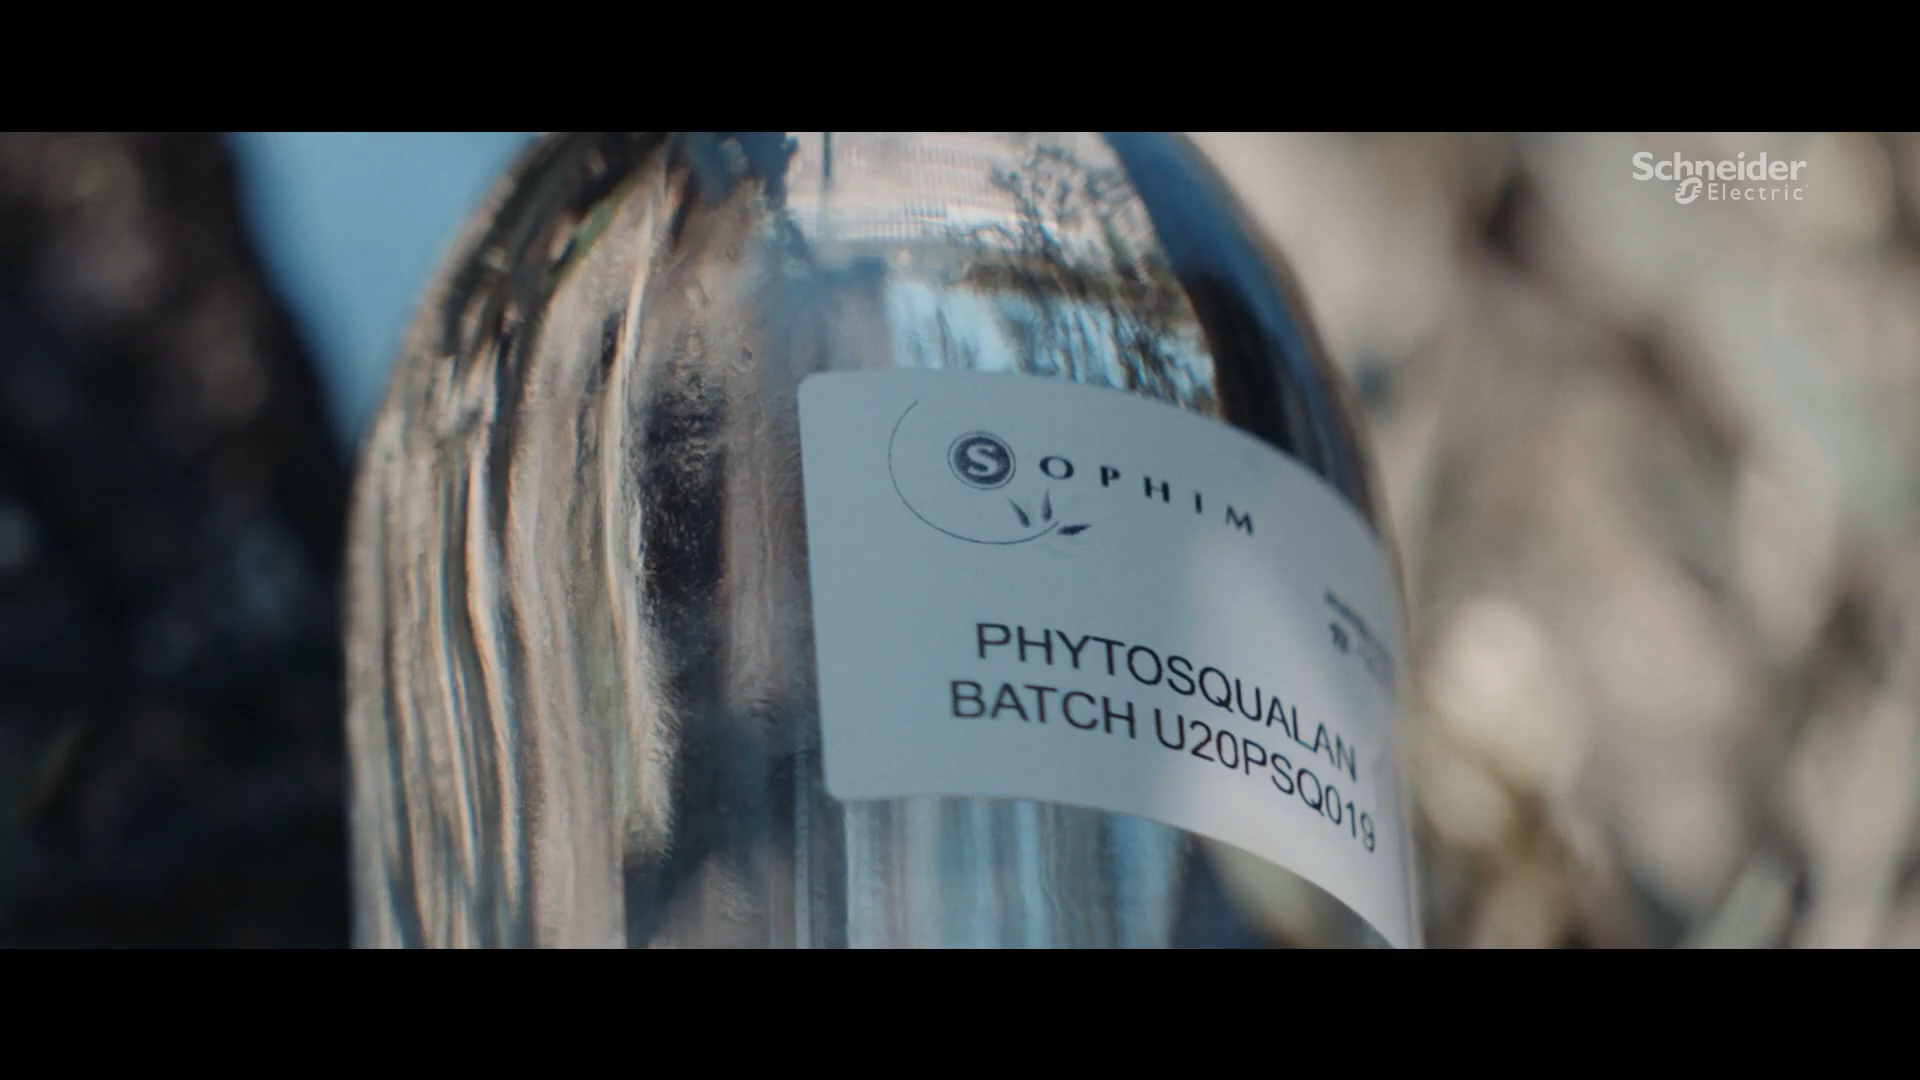 Schneider
Electric
SOPHIM
PHYTOSQUALAN
BATCH U20PSQ019